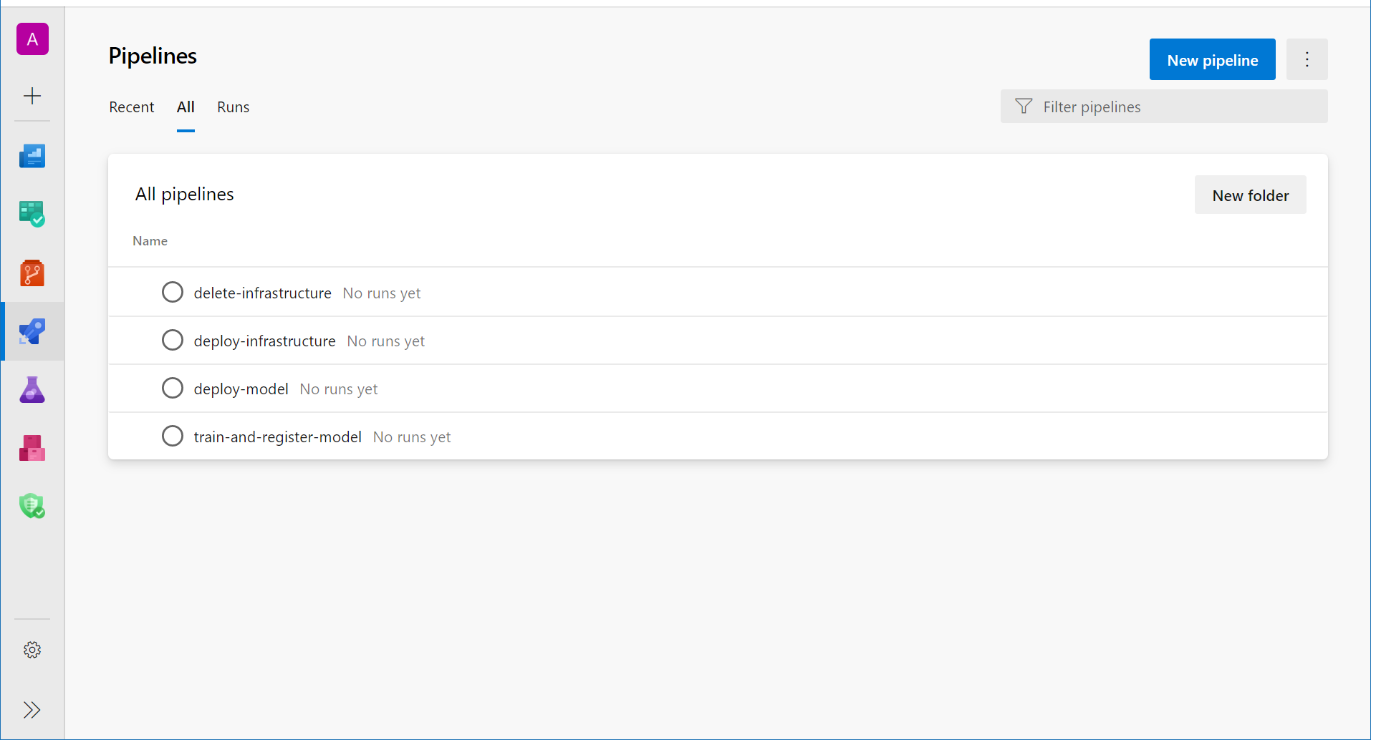 A
Pipelines
New pipeline
Recent All Runs
Filter pipelines
All pipelines
New folder
Name
delete-infrastructure No runs yet
deploy-infrastructure No runs yet
deploy-model No runs yet
train-and-register-model No runs yet